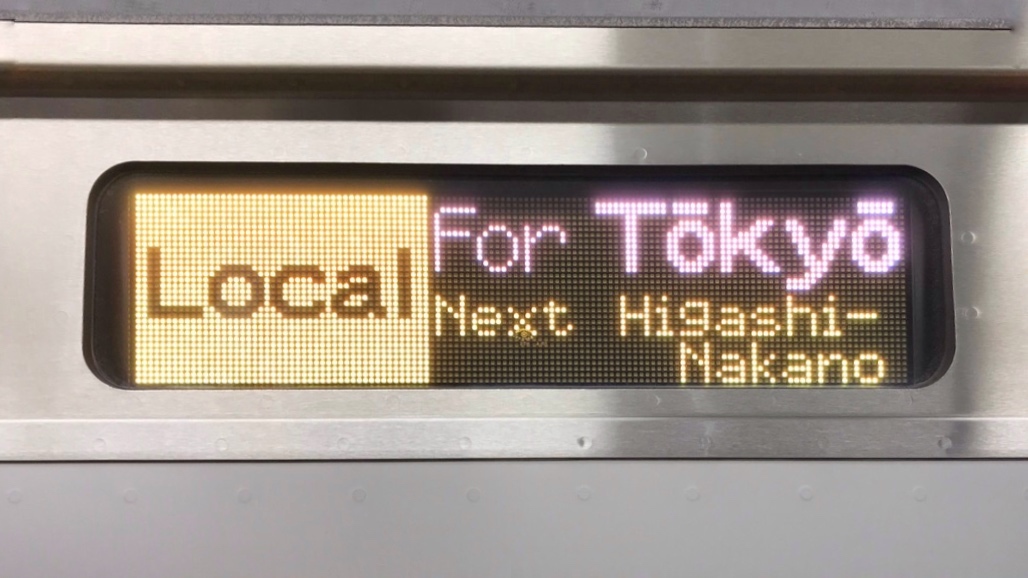 Local
For Tōkyō
Next Higashi-
Nakano